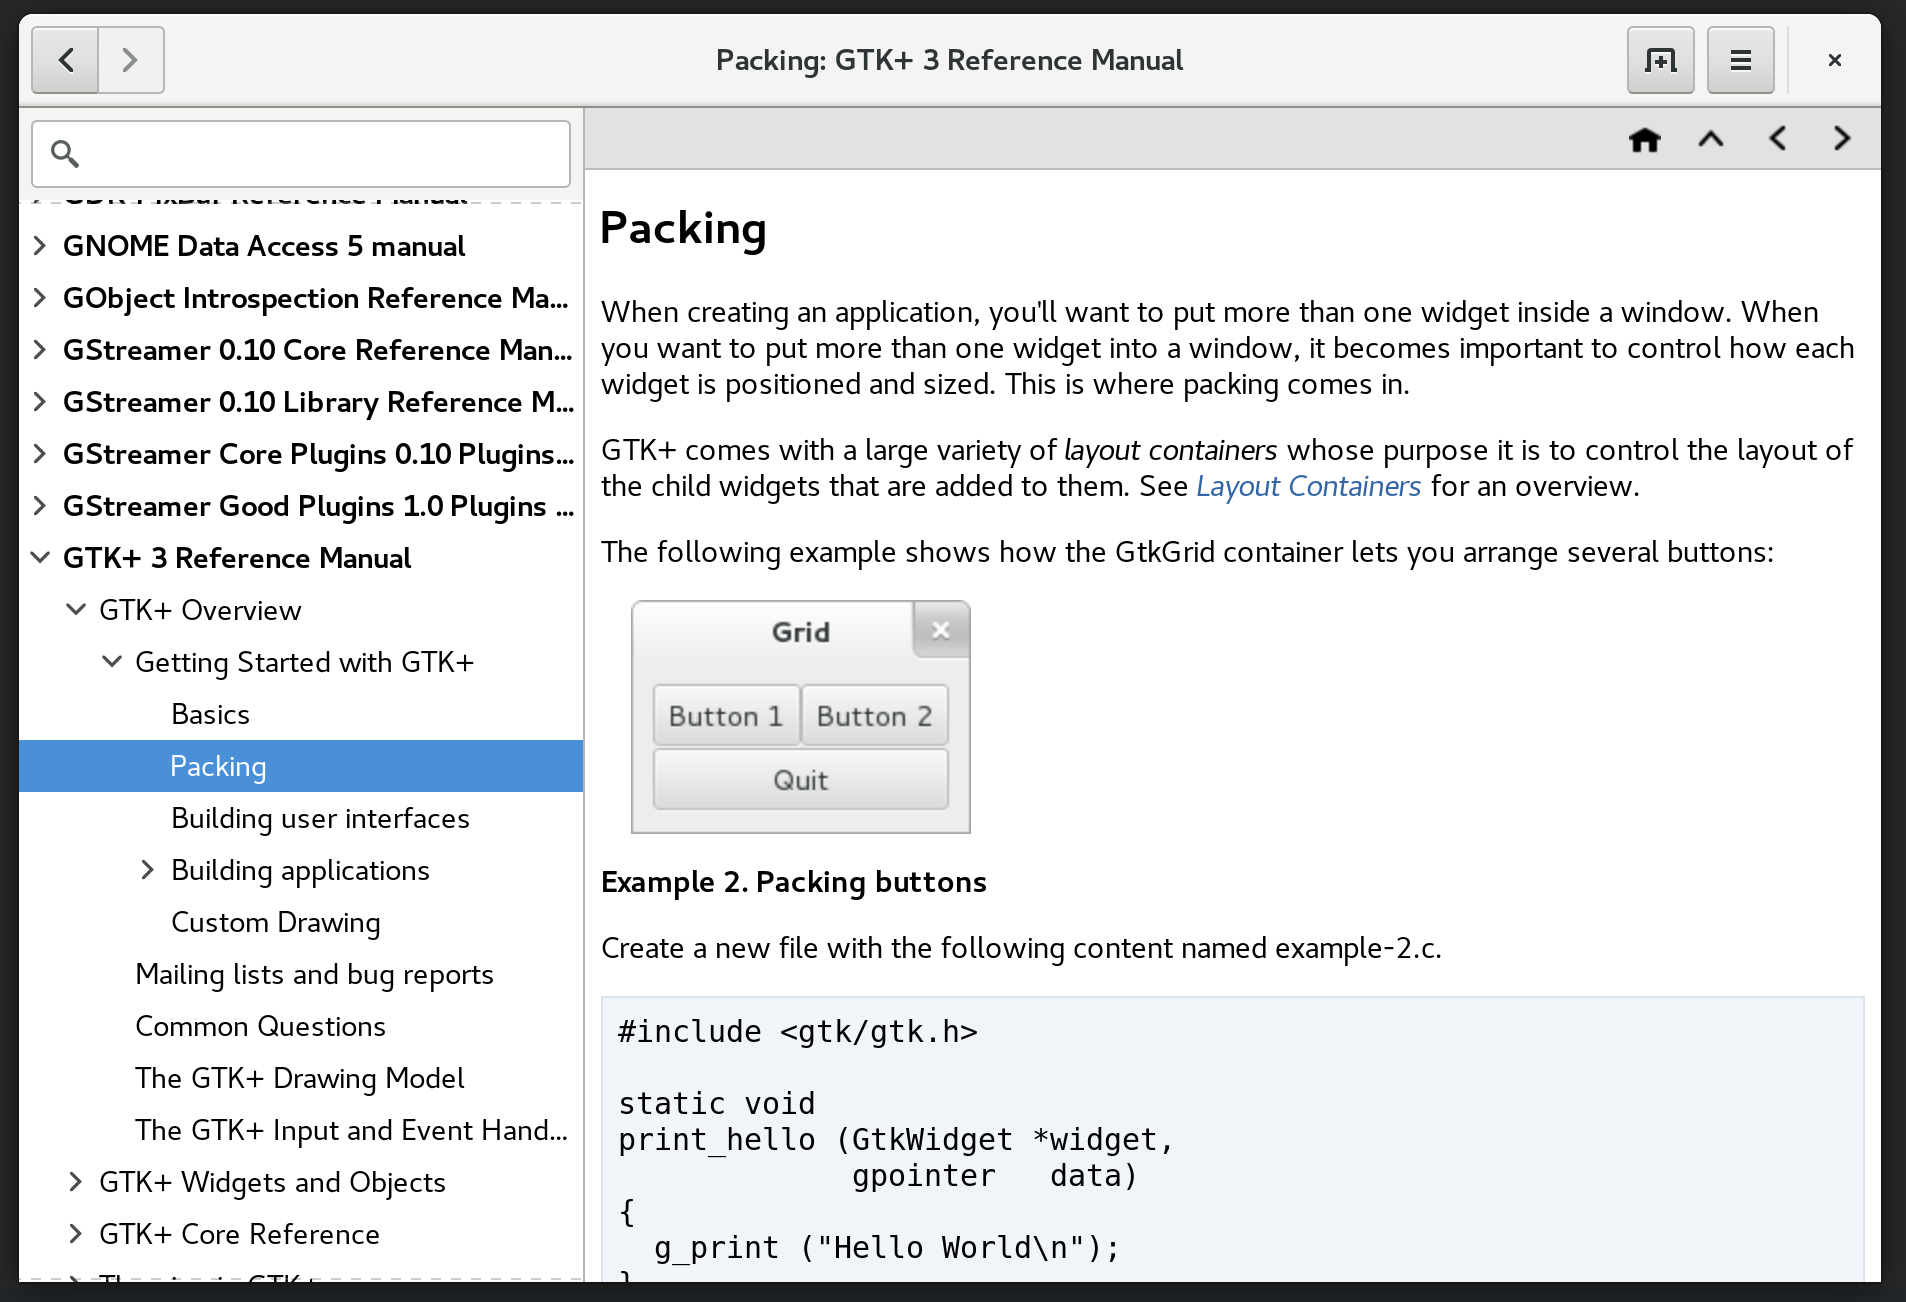 Packing: GTK+ 3 Reference Manual
GNOME Data Access 5 manual
GObject Introspection Reference Ma...
GStreamer 0.10 Core Reference Man...
GStreamer 0.10 Library Reference M...
GStreamer Core Plugins 0.10 Plugins...
GStreamer Good Plugins 1.0 Plugins ...
GTK+ 3 Reference Manual
GTK+ Overview
Getting Started with GTK+
Basics
Packing
Building user interfaces
Building applications
Custom Drawing
Mailing lists and bug reports
Common Questions
The GTK+ Drawing Model
The GTK+ Input and Event Hand...
GTK+ Widgets and Objects
GTK+ Core Reference
Packing
When creating an application, you'll want to put more than one widget inside a window. When
you want to put more than one widget into a window, it becomes important to control how each
widget is positioned and sized. This is where packing comes in.
GTK+ comes with a large variety of layout containers whose purpose it is to control the layout of
the child widgets that are added to them. See Layout Containers for an overview.
The following example shows how the GtkGrid container lets you arrange several buttons:
Grid
Button 1 Button 2
Quit
Example 2. Packing buttons
Create a new file with the following content named example-2.c.
#include <gtk/gtk.h>
static void
print_hello (GtkWidget *widget,
             gpointer   data)
{
  g_print ("Hello World\n");